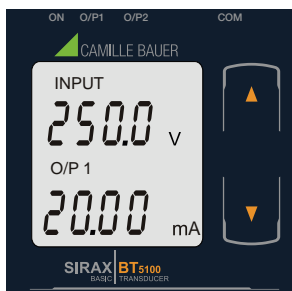 ON O/P1 O/P2 COM
CAMILLE BAUER
INPUT
250.0 V
O/P 1
20.00 mA
SIRAX BT5100
BASIC TRANSDUCER